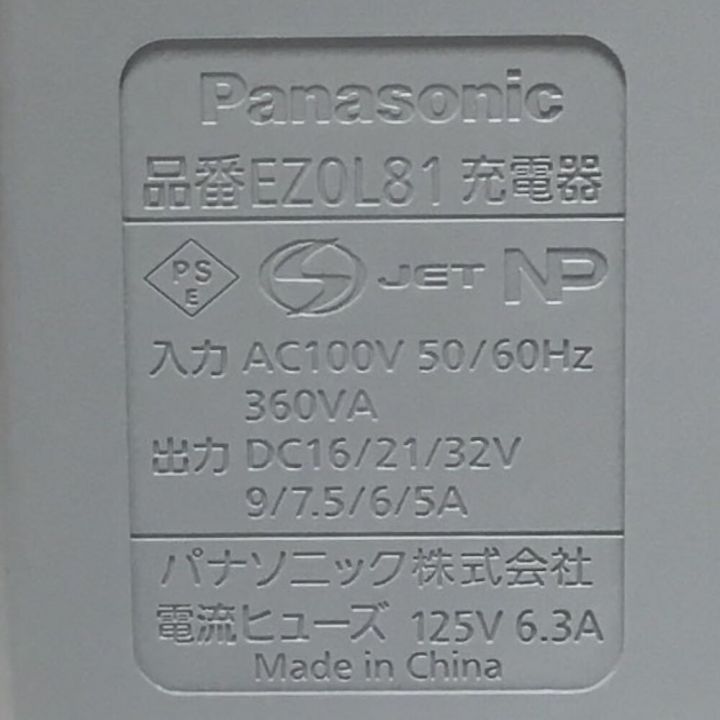 Panasonic
品番EZ0L81 充電器
PS E JET NP
入力 AC100V 50/60Hz
360VA
出力 DC16/21/32V
9/7.5/6/5A
パナソニック株式会社
電流ヒューズ 125V 6.3A
Made in China